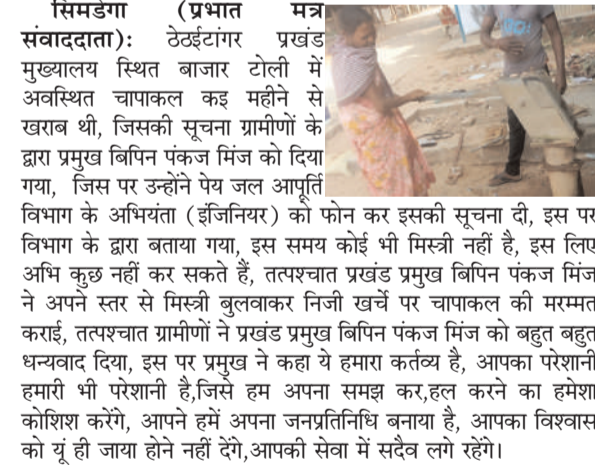 सिमडेगा (प्रभात मत्र
संवाददाता): ठेठईटांगर प्रखंड
मुख्यालय स्थित बाजार टोली में
अवस्थित चापाकल कइ महीने से
खराब थी, जिसकी सूचना ग्रामीणों के
द्वारा प्रमुख बिपिन पंकज मिंज को दिया
गया, जिस पर उन्होंने पेय जल आपूर्ति
विभाग के अभियंता (इंजिनियर) को फोन कर इसकी सूचना दी, इस पर
विभाग के द्वारा बताया गया, इस समय कोई भी मिस्त्री नहीं है, इस लिए
अभि कुछ नहीं कर सकते हैं, तत्पश्चात प्रखंड प्रमुख बिपिन पंकज मिंज
ने अपने स्तर से मिस्त्री बुलवाकर निजी खर्चे पर चापाकल की मरम्मत
कराई, तत्पश्चात ग्रामीणों ने प्रखंड प्रमुख बिपिन पंकज मिंज को बहुत बहुत
धन्यवाद दिया, इस पर प्रमुख ने कहा ये हमारा कर्तव्य है, आपका परेशानी
हमारी भी परेशानी है,जिसे हम अपना समझ कर,हल करने का हमेशा
कोशिश करेंगे, आपने हमें अपना जनप्रतिनिधि बनाया है, आपका विश्वास
को यूं ही जाया होने नहीं देंगे,आपकी सेवा में सदैव लगे रहेंगे।